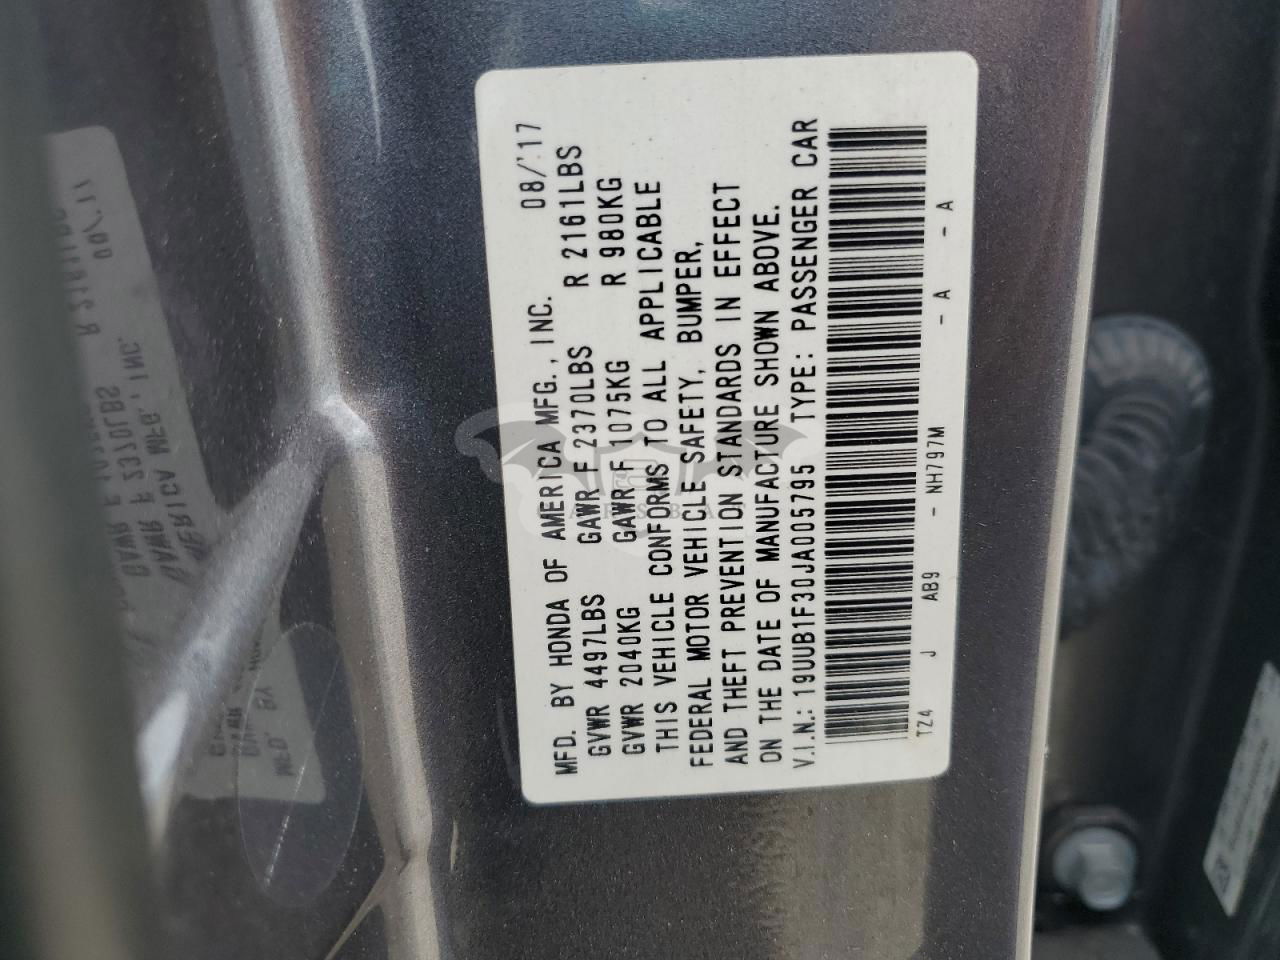 MFD. BY HONDA OF AMERICA MFG., INC. 08/'17
GVWR 4497LBS GAWR F 2370LBS R 2161LBS
GVWR 2040KG GAWR F 1075KG R 980KG
THIS VEHICLE CONFORMS TO ALL APPLICABLE
FEDERAL MOTOR VEHICLE SAFETY, BUMPER,
AND THEFT PREVENTION STANDARDS IN EFFECT
ON THE DATE OF MANUFACTURE SHOWN ABOVE.
V.I.N.: 19UUB1F30JA005795 TYPE: PASSENGER CAR
TZ4 J AB9 - NH797M - A - A